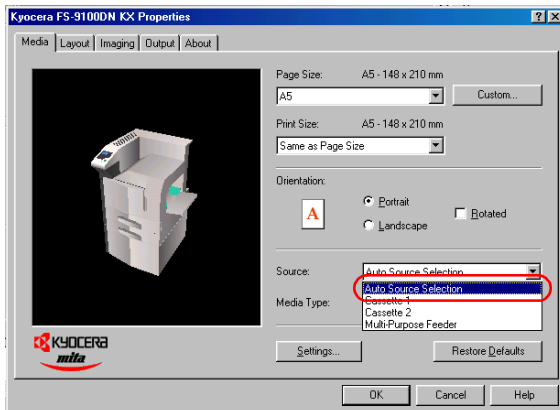 Kyocera FS-9100DN KX Properties
Media Layout Imaging Output About
Page Size: A5 - 148 x 210 mm
A5 Custom...
Print Size: A5 - 148 x 210 mm
Same as Page Size
Orientation:
A Portrait Rotated
Landscape
Source: Auto Source Selection
Auto Source Selection
Media Type: Cassette 1
Cassette 2
Multi-Purpose Feeder
KYOCERA
mita
Settings... Restore Defaults
OK Cancel Help